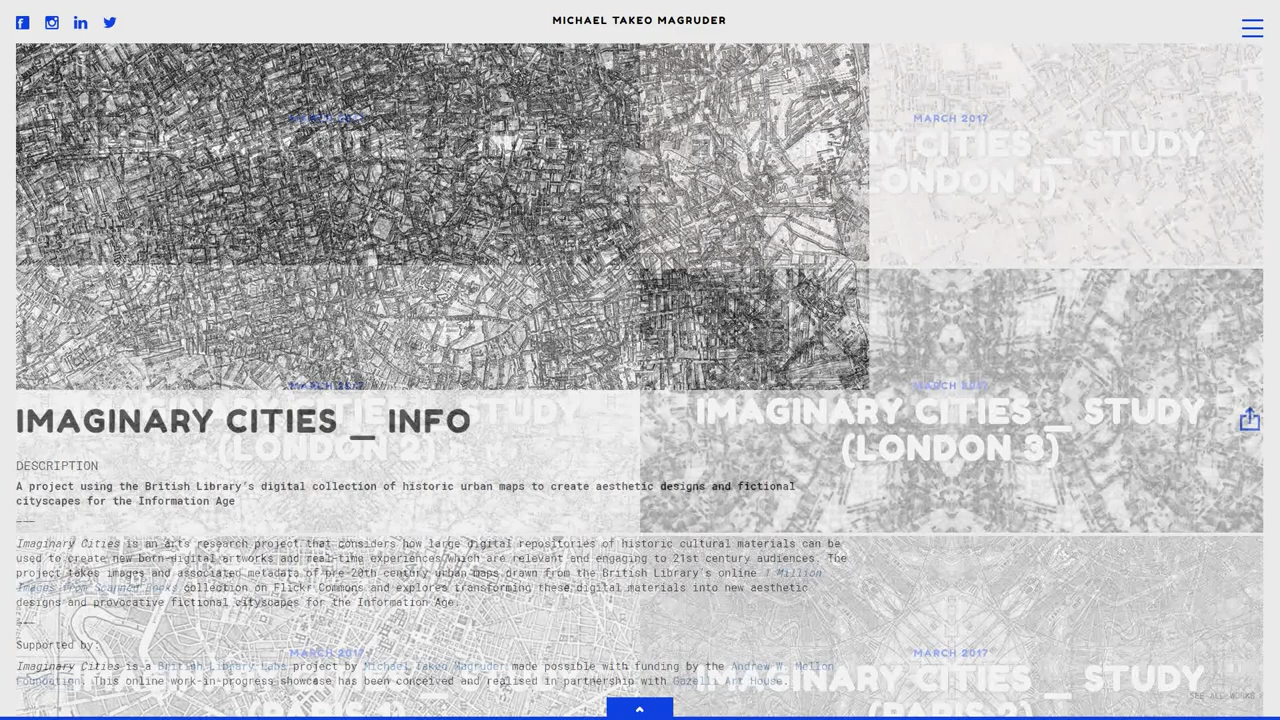 MICHAEL TAKEO MAGRUDER
MARCH 2017
MARCH 2017
CITIES _ STUDY
(LONDON 1)
MARCH 2017
MARCH 2017
IMAGINARY CITIES _ INFO
STUDY
(LONDON 2)
IMAGINARY CITIES _ STUDY
(LONDON 3)
DESCRIPTION
A project using the British Library's digital collection of historic urban maps to create aesthetic designs and fictional
cityscapes for the Information Age
———
Imaginary Cities is an arts research project that considers how large digital repositories of historic cultural materials can be
used to create new born-digital artworks and real-time experiences which are relevant and engaging to 21st century audiences. The
project takes images and associated metadata of pre-20th century urban maps drawn from the British Library's online 1 Million
Images from Scanned Books collection on Flickr Commons and explores transforming these digital materials into new aesthetic
designs and provocative fictional cityscapes for the Information Age.
———
Supported by:
MARCH 2017
MARCH 2017
Imaginary Cities is a British Library Labs project by Michael Takeo Magruder made possible with funding by the Andrew W. Mellon
Foundation. This online work-in-progress showcase has been conceived and realised in partnership with Gazelli Art House.
IMAGINARY CITIES _ STUDY
(PARIS 1)
(PARIS 2)
SEE ALL WORKS